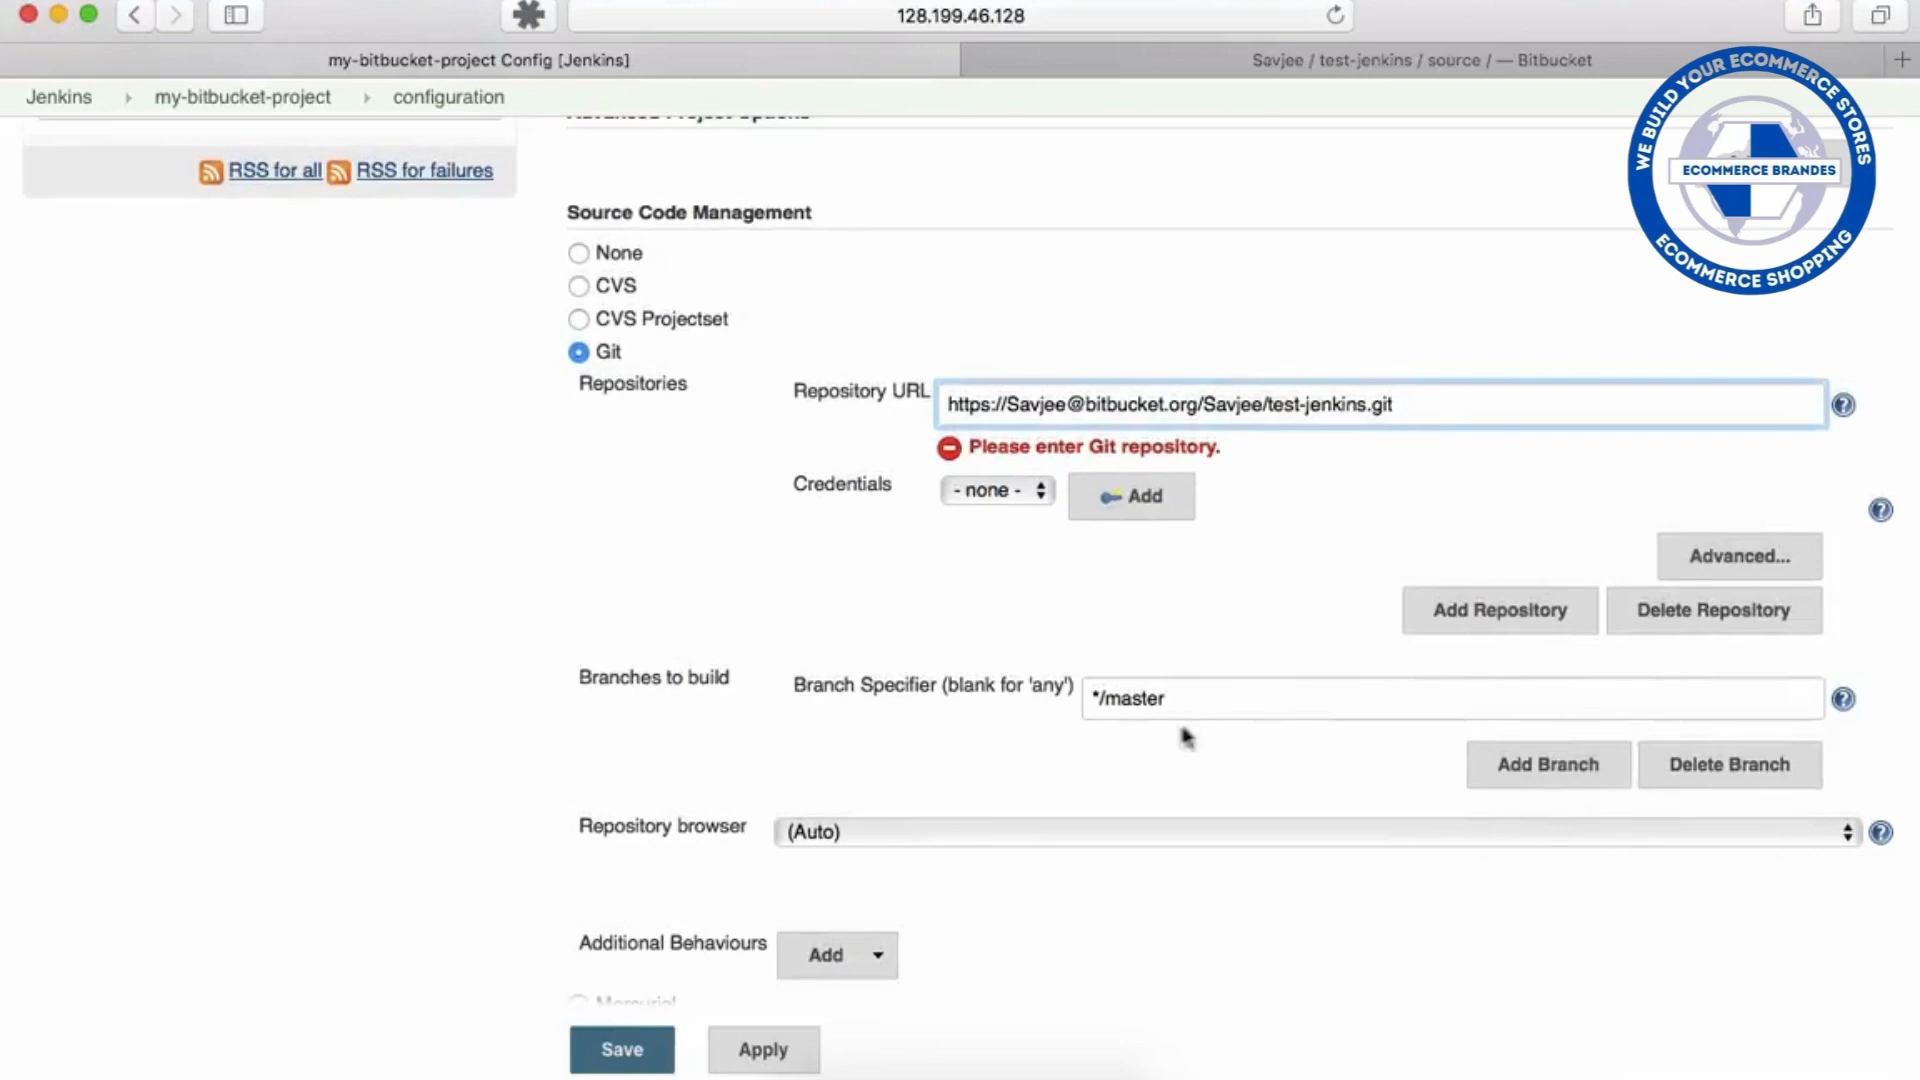 128.199.46.128
my-bitbucket-project Config [Jenkins]
Savjee / test-jenkins / source / — Bitbucket
Jenkins
my-bitbucket-project
configuration
WE BUILD YOUR ECOMMERCE STORES
ECOMMERCE BRANDES
ECOMMERCE SHOPPING
Advanced Project Options
RSS for all
RSS for failures
Source Code Management
None
CVS
CVS Projectset
Git
Repositories
Repository URL
https://Savjee@bitbucket.org/Savjee/test-jenkins.git
Please enter Git repository.
Credentials
- none -
Add
Advanced...
Add Repository
Delete Repository
Branches to build
Branch Specifier (blank for 'any')
*/master
Add Branch
Delete Branch
Repository browser
(Auto)
Additional Behaviours
Add
Mercurial
Save
Apply